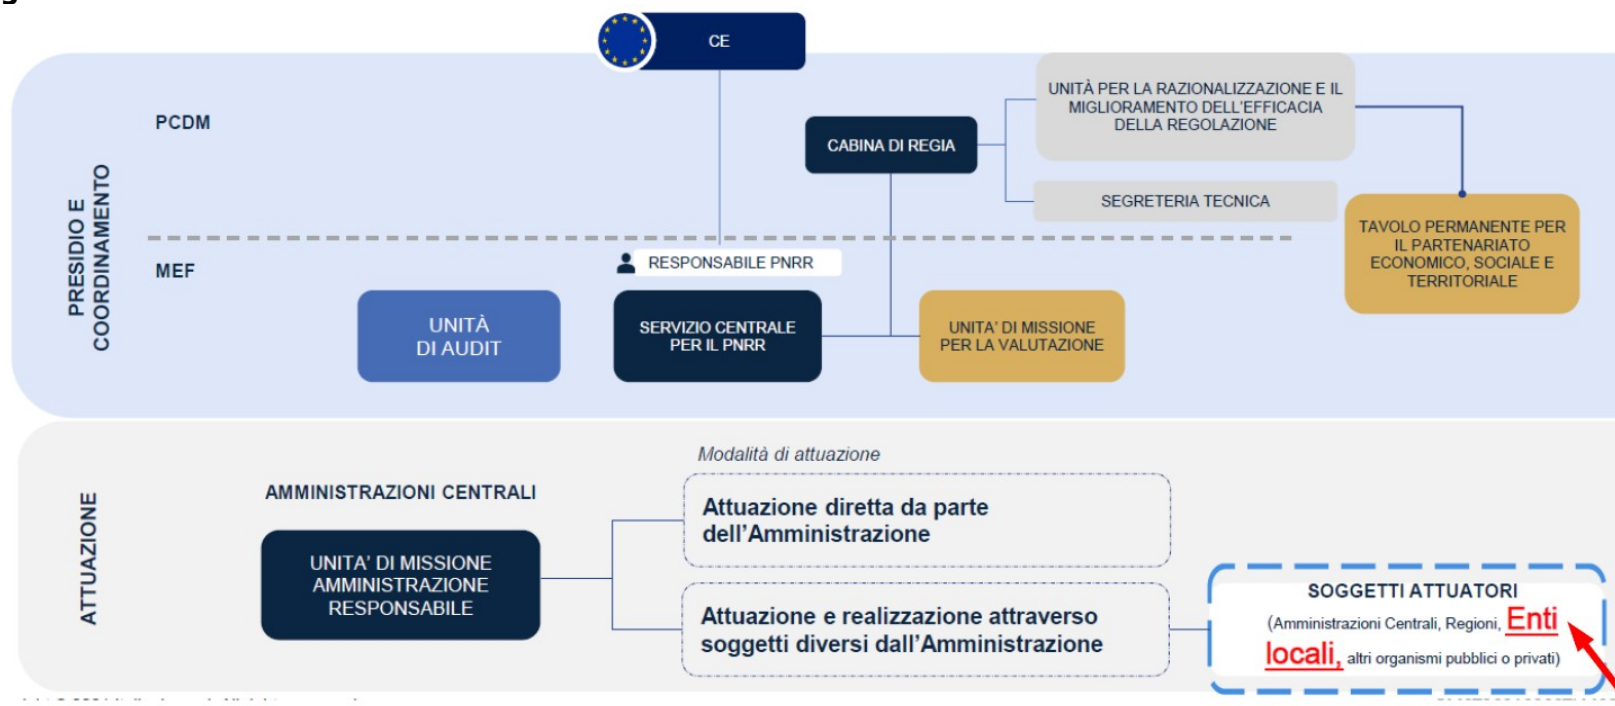 CE
PCDM
UNITÀ PER LA RAZIONALIZZAZIONE E IL
MIGLIORAMENTO DELL'EFFICACIA
DELLA REGOLAZIONE
CABINA DI REGIA
SEGRETERIA TECNICA
PRESIDIO E
COORDINAMENTO
TAVOLO PERMANENTE PER
IL PARTENARIATO
ECONOMICO, SOCIALE E
TERRITORIALE
MEF
RESPONSABILE PNRR
UNITÀ
DI AUDIT
SERVIZIO CENTRALE
PER IL PNRR
UNITA' DI MISSIONE
PER LA VALUTAZIONE
ATTUAZIONE
Modalità di attuazione
AMMINISTRAZIONI CENTRALI
UNITA' DI MISSIONE
AMMINISTRAZIONE
RESPONSABILE
Attuazione diretta da parte
dell'Amministrazione
Attuazione e realizzazione attraverso
soggetti diversi dall'Amministrazione
SOGGETTI ATTUATORI
(Amministrazioni Centrali, Regioni, Enti
locali, altri organismi pubblici o privati)